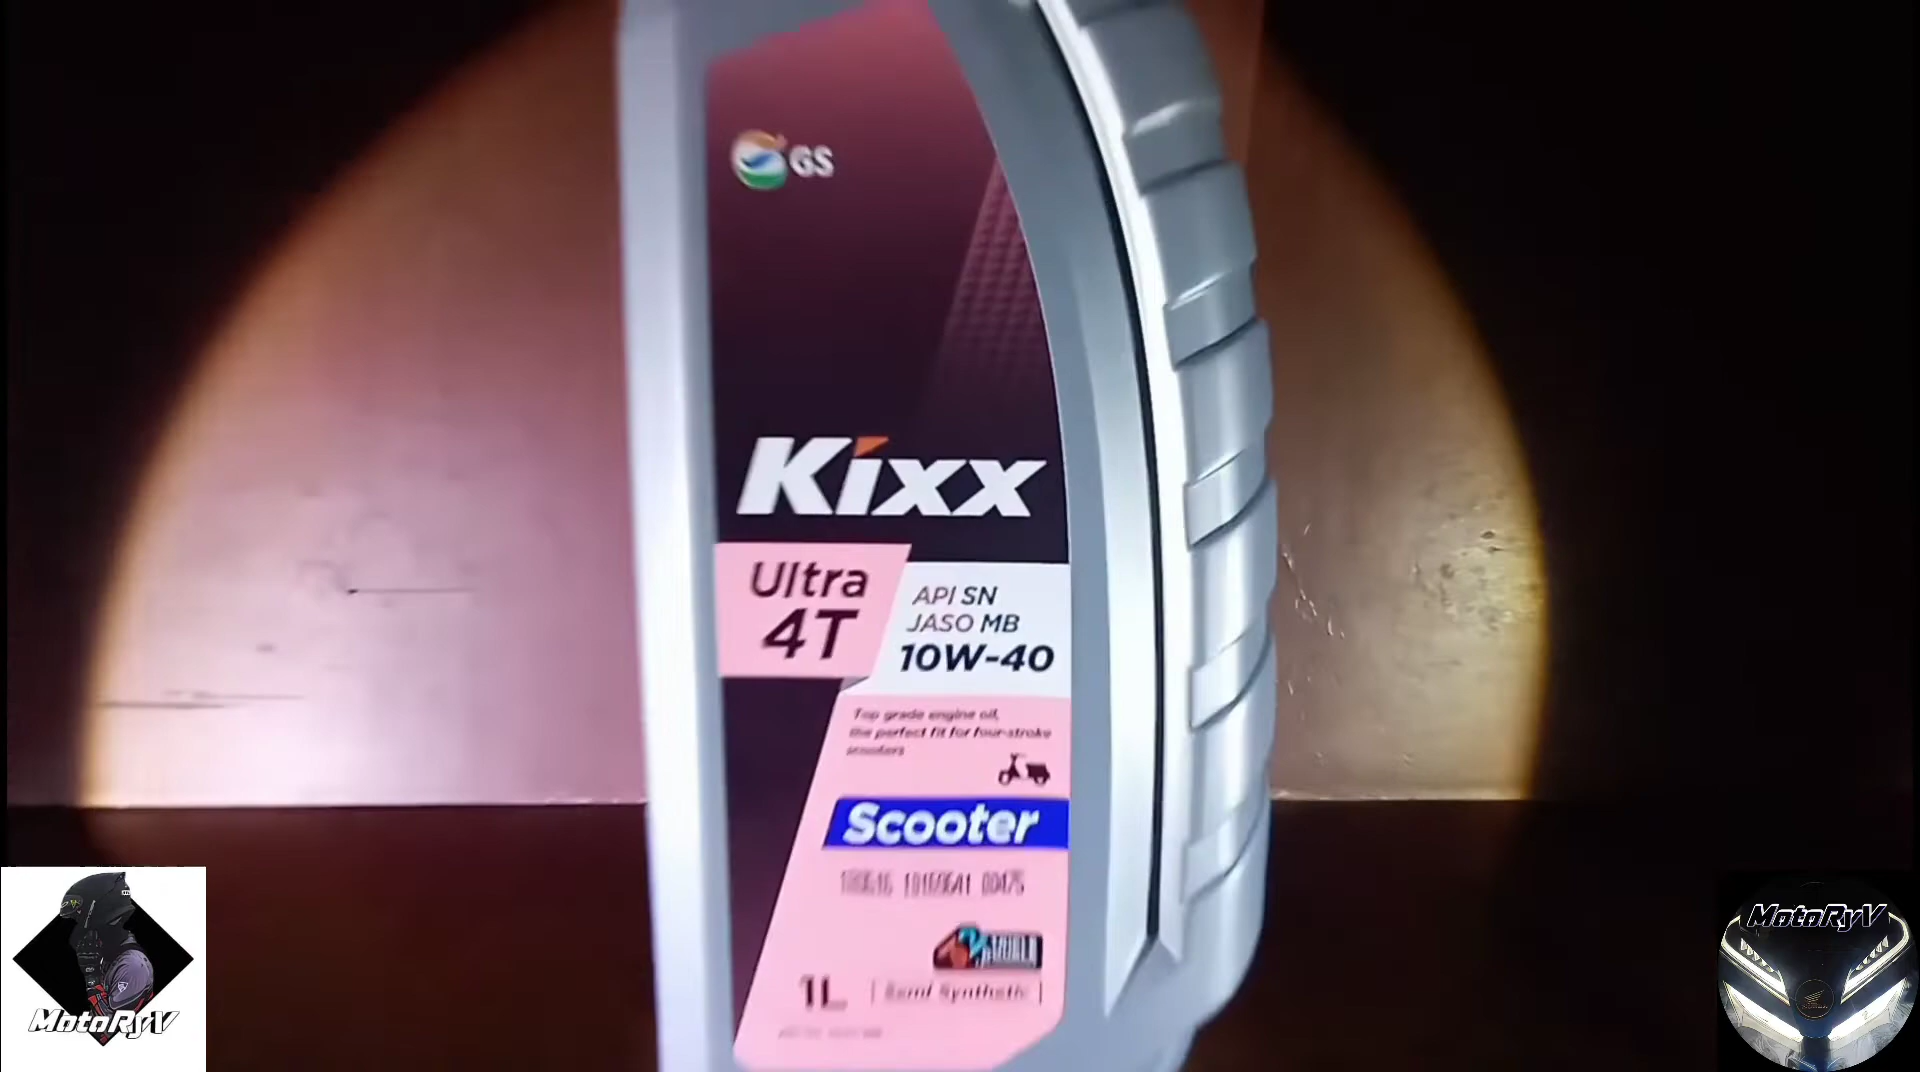 GS
Kixx
Ultra
4T
API SN
JASO MB
10W-40
Top grade engine oil,
the perfect fit for four-stroke
scooters
Scooter
1L
Semi Synthetic
MotoRyV
MotoRyV